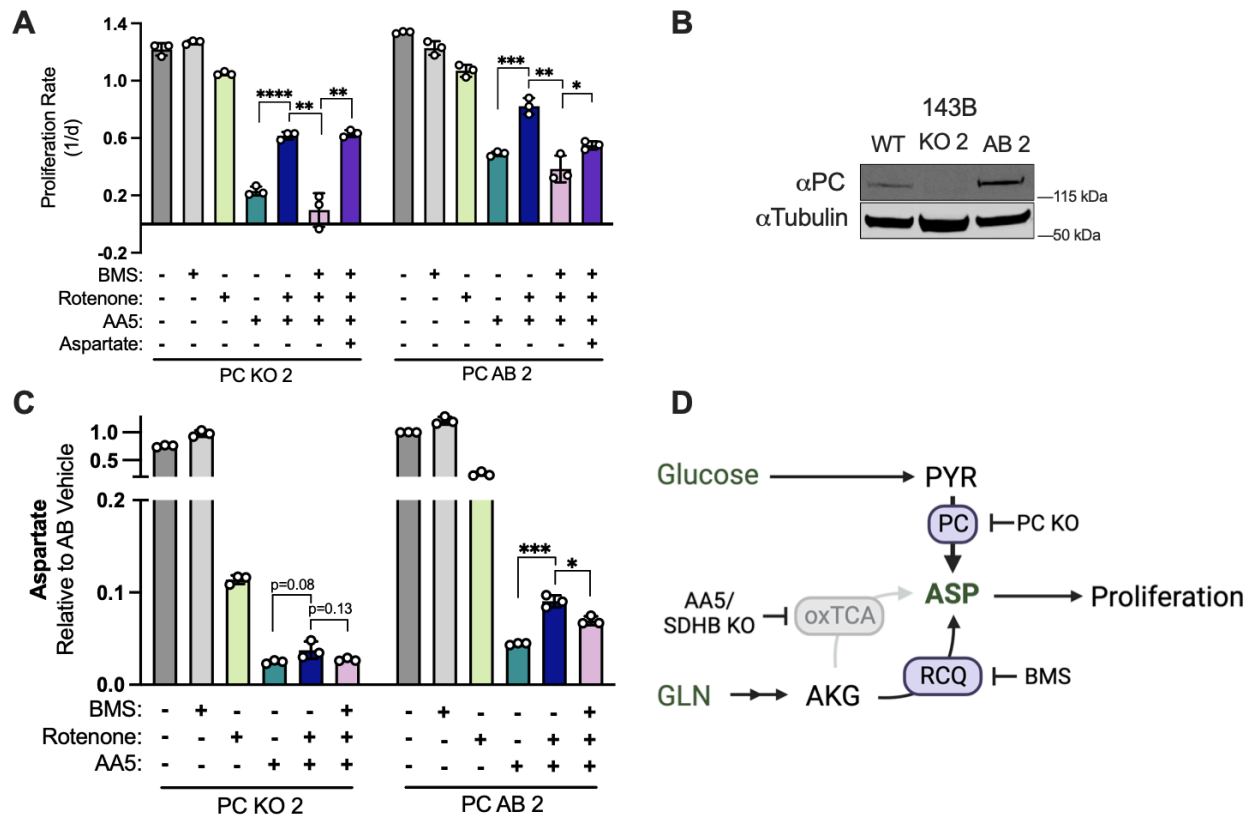 A
1.4
1.0
0.6
0.2
-0.2
Proliferation Rate
(1/d)
**** ** **
*** ** *
BMS: - + - - - + + - + - - - + +
Rotenone: - - + - + + + - - + - + + +
AA5: - - - + + + + - - - + + + +
Aspartate: - - - - - - + - - - - - - +
PC KO 2
PC AB 2
B
143B
WT KO 2 AB 2
αPC
—115 kDa
αTubulin
—50 kDa
C
1.0
0.5
0.2
0.1
0.0
Aspartate
Relative to AB Vehicle
p=0.08
p=0.13
*** *
BMS: - + - - - + - + - - - +
Rotenone: - - + - + + - - + - + +
AA5: - - - + + + - - - + + +
PC KO 2
PC AB 2
D
Glucose
PYR
PC
PC KO
AA5/
SDHB KO
oxTCA
ASP
Proliferation
GLN
AKG
RCQ
BMS